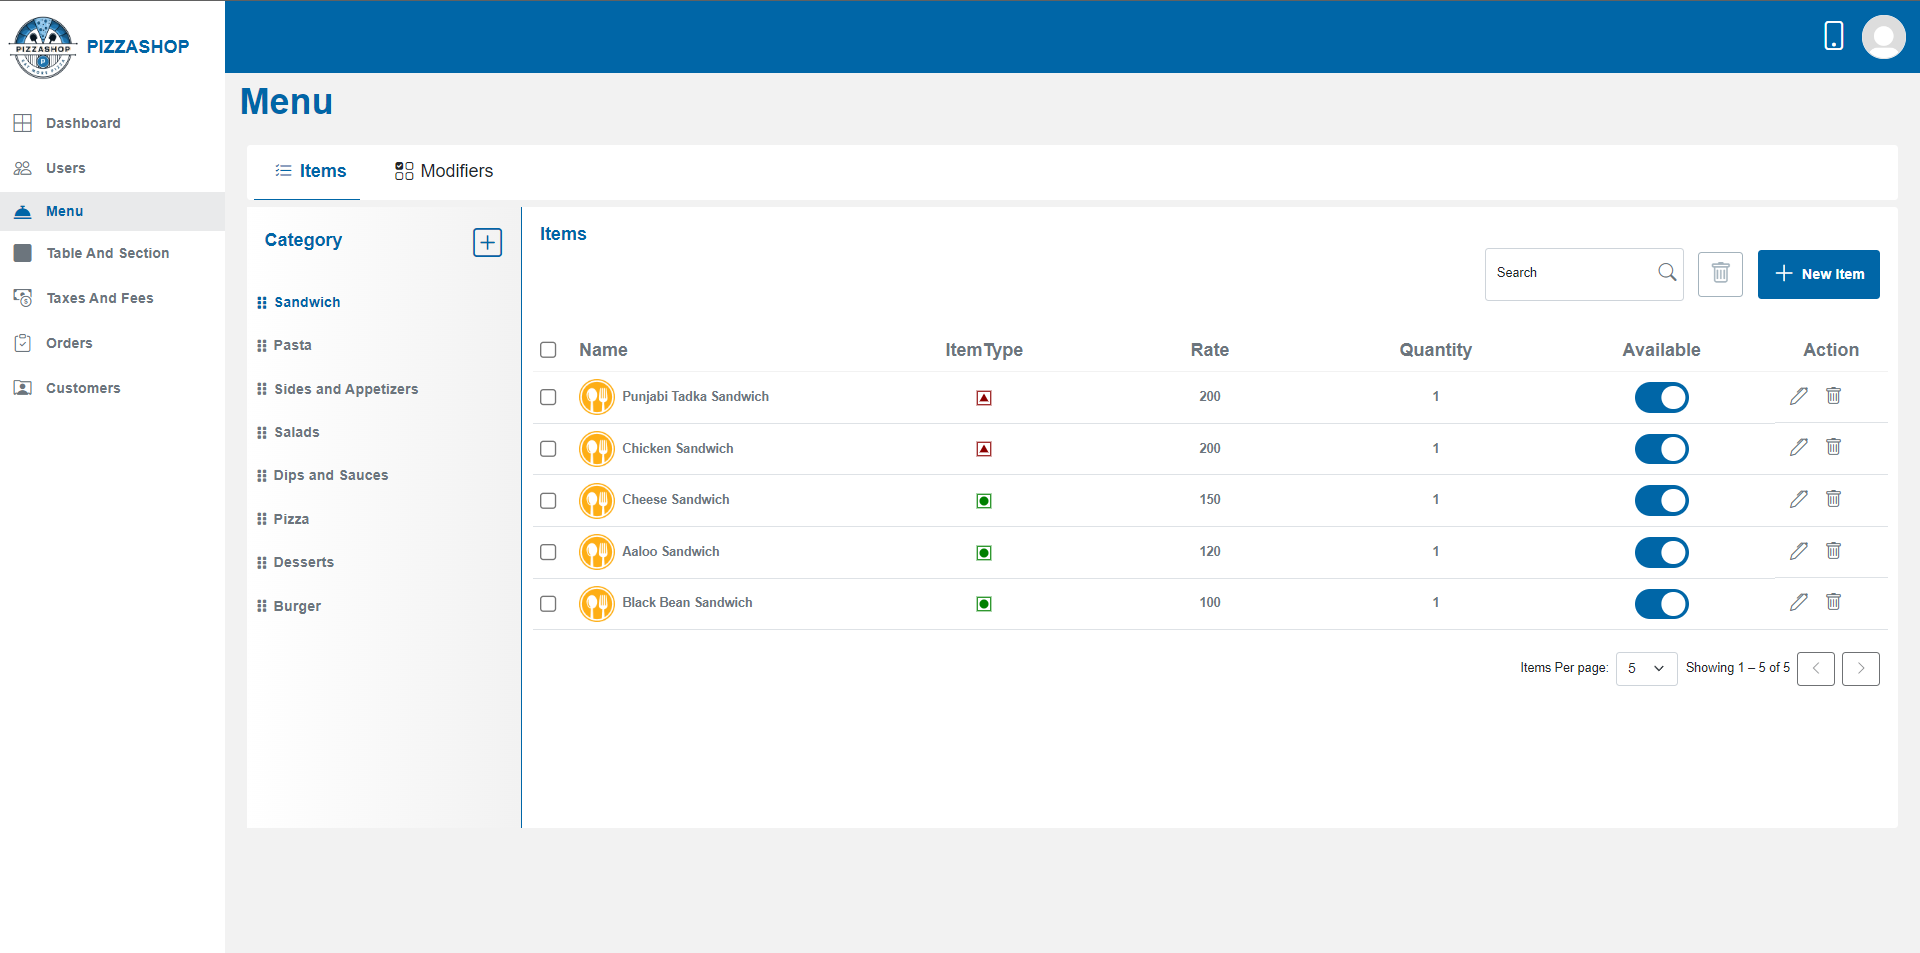 PIZZASHOP
PIZZASHOP
EAT MORE PIZZA
P
Dashboard
Users
Menu
Table And Section
Taxes And Fees
Orders
Customers
Menu
Items
Modifiers
Category
Sandwich
Pasta
Sides and Appetizers
Salads
Dips and Sauces
Pizza
Desserts
Burger
Items
Search
New Item
Name ItemType Rate Quantity Available Action
Punjabi Tadka Sandwich 200 1
Chicken Sandwich 200 1
Cheese Sandwich 150 1
Aaloo Sandwich 120 1
Black Bean Sandwich 100 1
Items Per page: 5 Showing 1 – 5 of 5